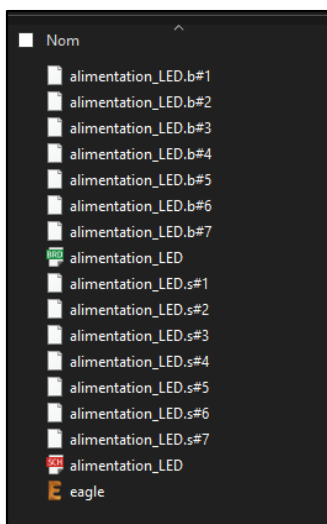 Nom
alimentation_LED.b#1
alimentation_LED.b#2
alimentation_LED.b#3
alimentation_LED.b#4
alimentation_LED.b#5
alimentation_LED.b#6
alimentation_LED.b#7
BRD alimentation_LED
alimentation_LED.s#1
alimentation_LED.s#2
alimentation_LED.s#3
alimentation_LED.s#4
alimentation_LED.s#5
alimentation_LED.s#6
alimentation_LED.s#7
SCH alimentation_LED
E eagle